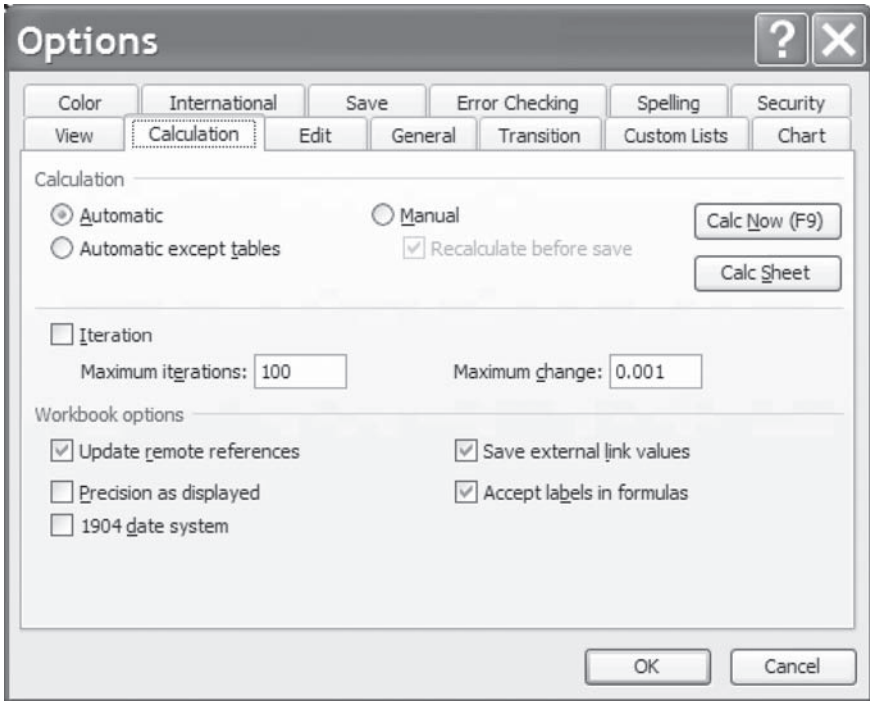 Options
Color International Save Error Checking Spelling Security
View Calculation Edit General Transition Custom Lists Chart
Calculation
Automatic Manual Calc Now (F9)
Automatic except tables Recalculate before save
Calc Sheet
Iteration
Maximum iterations: 100 Maximum change: 0.001
Workbook options
Update remote references Save external link values
Precision as displayed Accept labels in formulas
1904 date system
OK Cancel